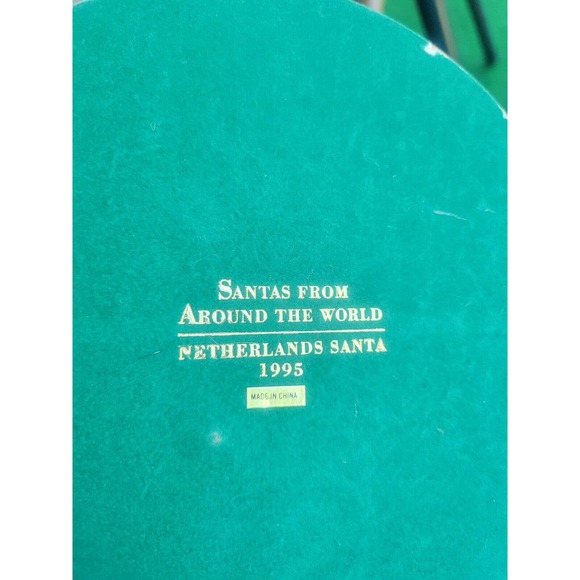 Santas from
Around the World
Netherlands Santa
1995
MADE IN CHINA